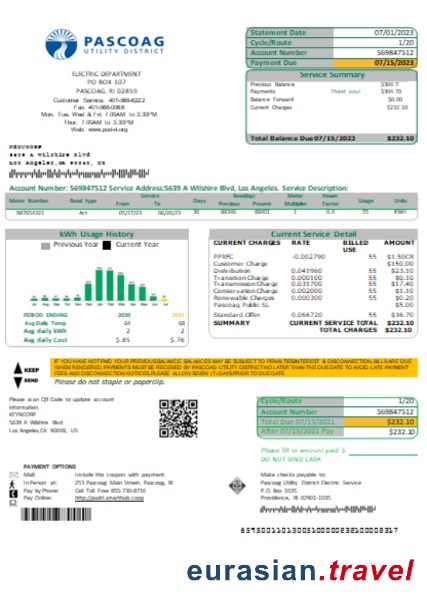 PASCOAG
UTILITY DISTRICT
ELECTRIC DEPARTMENT
PO BOX 107
PASCOAG, RI 02859
Customer Service. 401-568-6222
Fax. 401-568-0066
Mon, Tue, Wed & Fri, 7:00AM to 3:30PM
Thur. 7:00AM to 3:30PM
Web. www.pud-ri.org
Statement Date 07/01/2023
Cycle/Route 1/20
Account Number 569847512
Payment Due 07/15/2023
Service Summary
Previous Balance $304.7
Payments Thank you! $304.70
Balance Forward $0.00
Current Charges $232.10
Total Balance Due 07/15/2023 $232.10
5639 A Wilshire blvd
Los Angeles, CA 90048, US
Account Number: 569847512 Service Address:5639 A Wilshire Blvd, Los Angeles. Service Description:
Meter Number Read Type Service From To Days Readings Previous Present Meter Multiplier Power Factor Usage Units
987654321 Act 05/27/23 06/26/23 30 88346 88401 1 0.0 55 KWH
kWh Usage History
Previous Year Current Year
PERIOD ENDING 2020 2021
Avg Daily Temp 64 68
Avg daily kWh 2 2
Avg daily Cost $.85 $.76
Current Service Detail
CURRENT CHARGES RATE BILLED USE AMOUNT
PPRFC -0.002790 55 $1.50CR
Customer Charge $150.00
Distribution 0.041960 55 $23.10
Transition Charge 0.000100 55 $0.10
Transmission Charge 0.031700 55 $17.40
Conservation Charge 0.002000 55 $1.10
Renewable Charges 0.000300 55 $0.20
Pascoag Public SL $5.00
Standard Offer 0.066720 55 $36.70
SUMMARY CURRENT SERVICE TOTAL $232.10
TOTAL CHARGES $232.10
KEEP
SEND
IF YOU HAVE NOT PAID YOUR PREVIOUS BALANCE, BALANCES MAY BE SUBJECT TO PENALTIES INTEREST & DISCONNECTION. BILLS ARE DUE
WHEN RENDERED, PAYMENTS MUST BE RECEIVED BY PASCOAG UTILITY DISTRICT NO LATER THAN THE DUE DATE TO AVOID LATE PAYMENT
FEES AND DISCONNECTION NOTICES. PLEASE ALLOW SEVEN (7) DAYS PRIOR TO DUE DATE
Please do not staple or paperclip.
Please scan QR Code to update account
information.
5639 A Wilshire Blvd
Los Angeles, CA 90048, US
Cycle/Route 1/20
Account Number 569847512
Total Due 07/15/2021 $232.10
After 07/15/2021 Pay $232.10
Please fill in amount paid $
DO NOT SEND CASH
PAYMENT OPTIONS
Mail: Include this coupon with payment.
In Person at: 253 Pascoag Main Street, Pascoag, RI
Pay by Phone: Call Toll Free 855-730-8710
Pay Online: http://pudri.smarthub.coop
Make checks payable to:
Pascoag Utility District Electric Service
P.O. Box 1035
Providence, RI 02901-1035
eurasian.travel